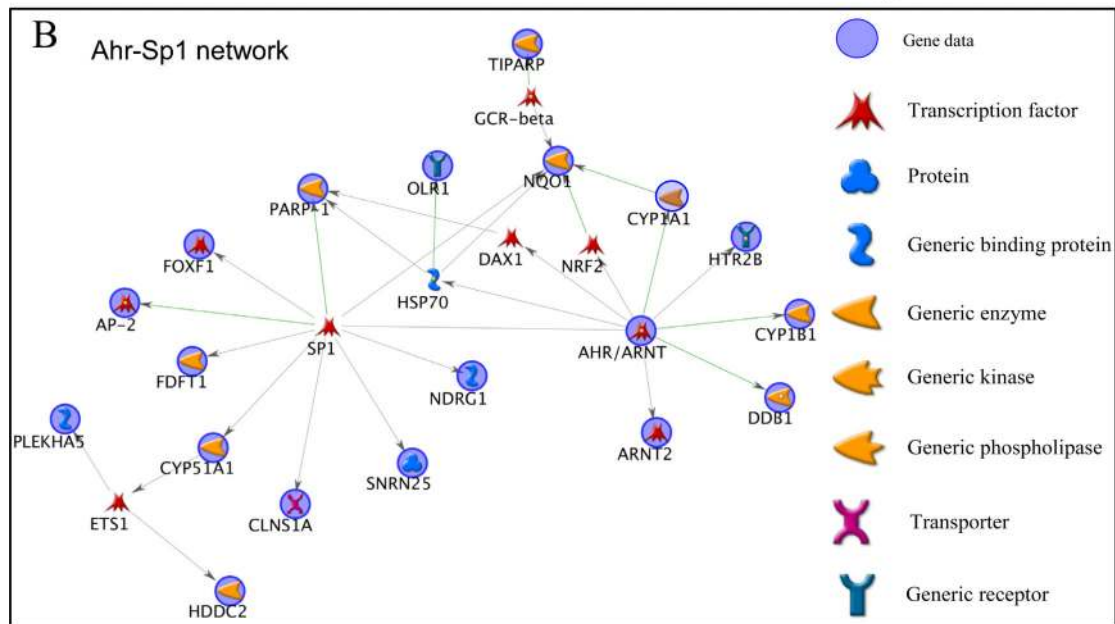 B
Ahr-Sp1 network
TIPARP
GCR-beta
OLR1
NQO1
PARP-1
CYP1A1
FOXF1
DAX1
NRF2
HTR2B
HSP70
AP-2
SP1
AHR/ARNT
CYP1B1
FDFT1
NDRG1
DDB1
PLEKHA5
CYP51A1
SNRN25
ARNT2
ETS1
CLNS1A
HDDC2
Gene data
Transcription factor
Protein
Generic binding protein
Generic enzyme
Generic kinase
Generic phospholipase
Transporter
Generic receptor